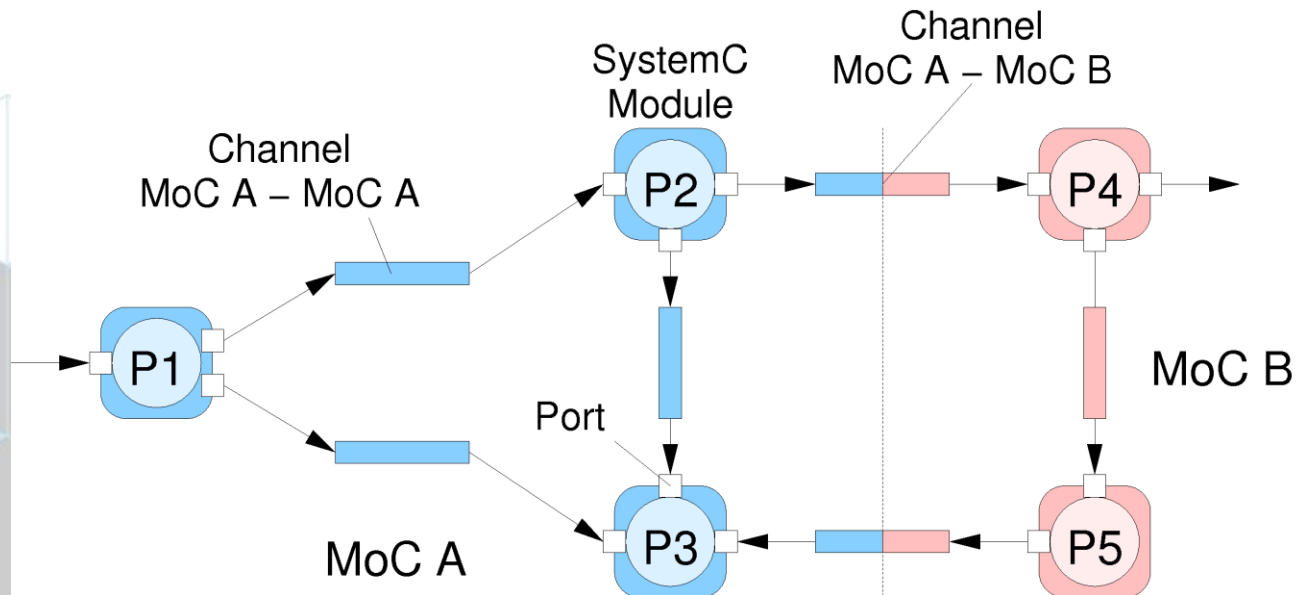 Channel
MoC A – MoC B
SystemC
Module
Channel
MoC A – MoC A
P2
P4
P1
MoC B
Port
P3
P5
MoC A